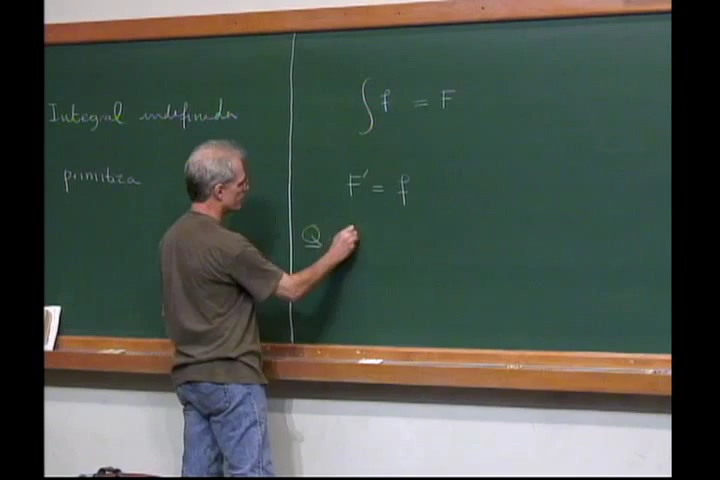 Integral indefinida
primitiva
∫ f = F
F' = f
Q